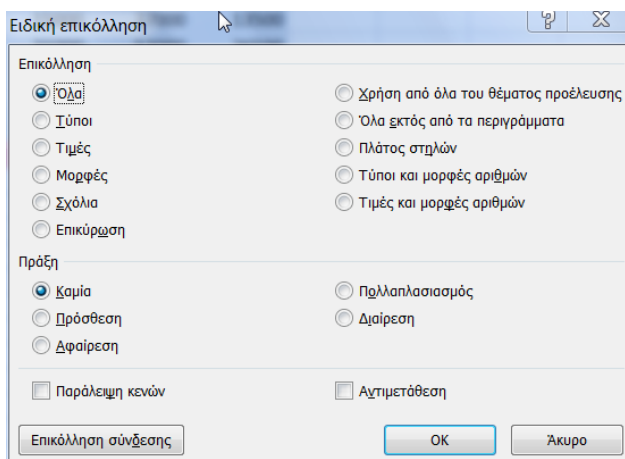 Ειδική επικόλληση
Επικόλληση
Όλα
Τύποι
Τιμές
Μορφές
Σχόλια
Επικύρωση
Χρήση από όλα του θέματος προέλευσης
Όλα εκτός από τα περιγράμματα
Πλάτος στηλών
Τύποι και μορφές αριθμών
Τιμές και μορφές αριθμών
Πράξη
Καμία
Πρόσθεση
Αφαίρεση
Πολλαπλασιασμός
Διαίρεση
Παράλειψη κενών
Αντιμετάθεση
Επικόλληση σύνδεσης
OK
Άκυρο